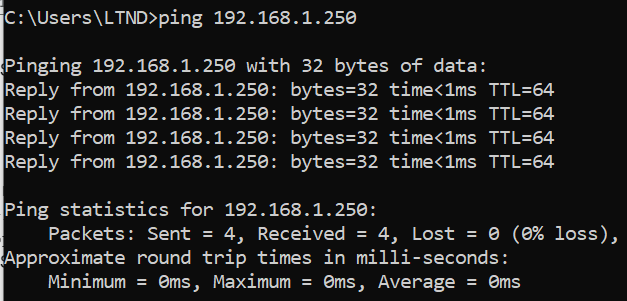 C:\Users\LTND>ping 192.168.1.250
Pinging 192.168.1.250 with 32 bytes of data:
Reply from 192.168.1.250: bytes=32 time<1ms TTL=64
Reply from 192.168.1.250: bytes=32 time<1ms TTL=64
Reply from 192.168.1.250: bytes=32 time<1ms TTL=64
Reply from 192.168.1.250: bytes=32 time<1ms TTL=64
Ping statistics for 192.168.1.250:
    Packets: Sent = 4, Received = 4, Lost = 0 (0% loss),
Approximate round trip times in milli-seconds:
    Minimum = 0ms, Maximum = 0ms, Average = 0ms